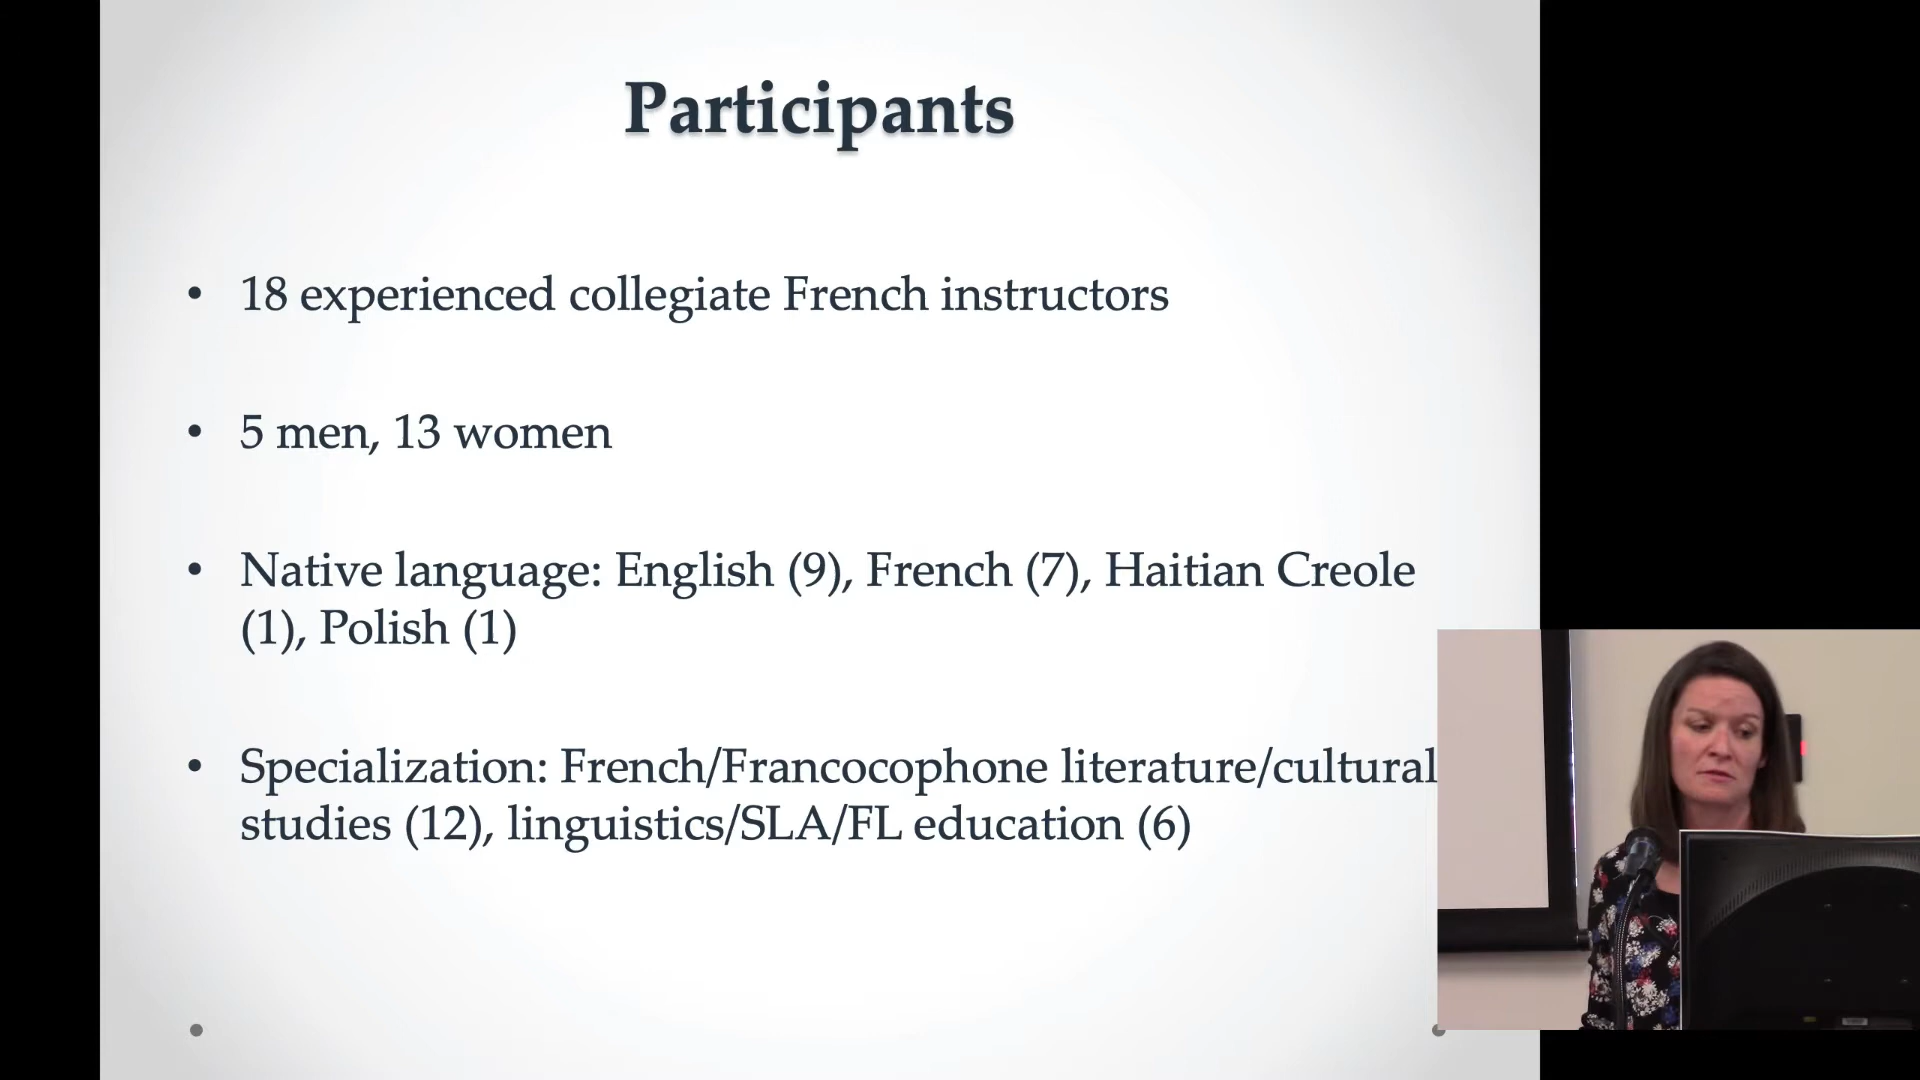 Participants
• 18 experienced collegiate French instructors
• 5 men, 13 women
• Native language: English (9), French (7), Haitian Creole
(1), Polish (1)
• Specialization: French/Francocophone literature/cultural
studies (12), linguistics/SLA/FL education (6)